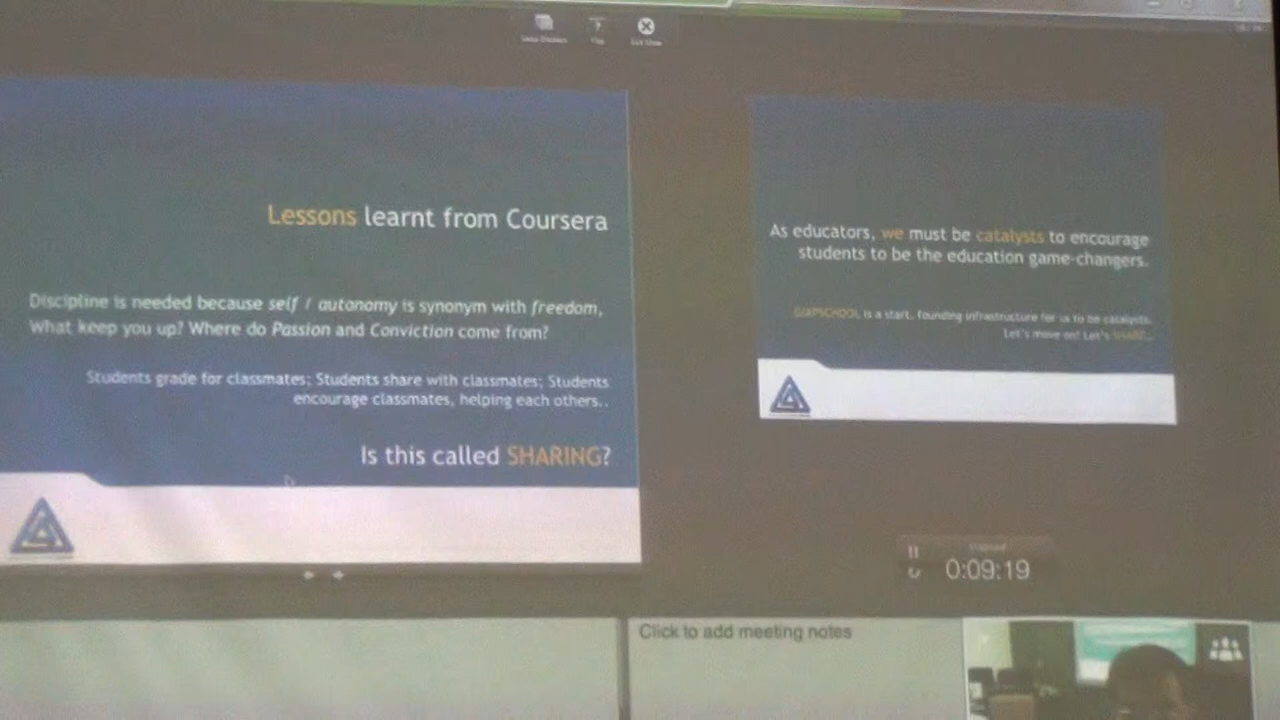 Lessons learnt from Coursera
Discipline is needed because self / autonomy is synonym with freedom,
What keep you up? Where do Passion and Conviction come from?
Students grade for classmates; Students share with classmates; Students
encourage classmates, helping each others..
Is this called SHARING?
As educators, we must be catalysts to encourage
students to be the education game-changers.
GIAPSCHOOL is a start, founding infrastructure for us to be catalysts.
Let's move on! Let's SHARE..
0:09:19
Click to add meeting notes